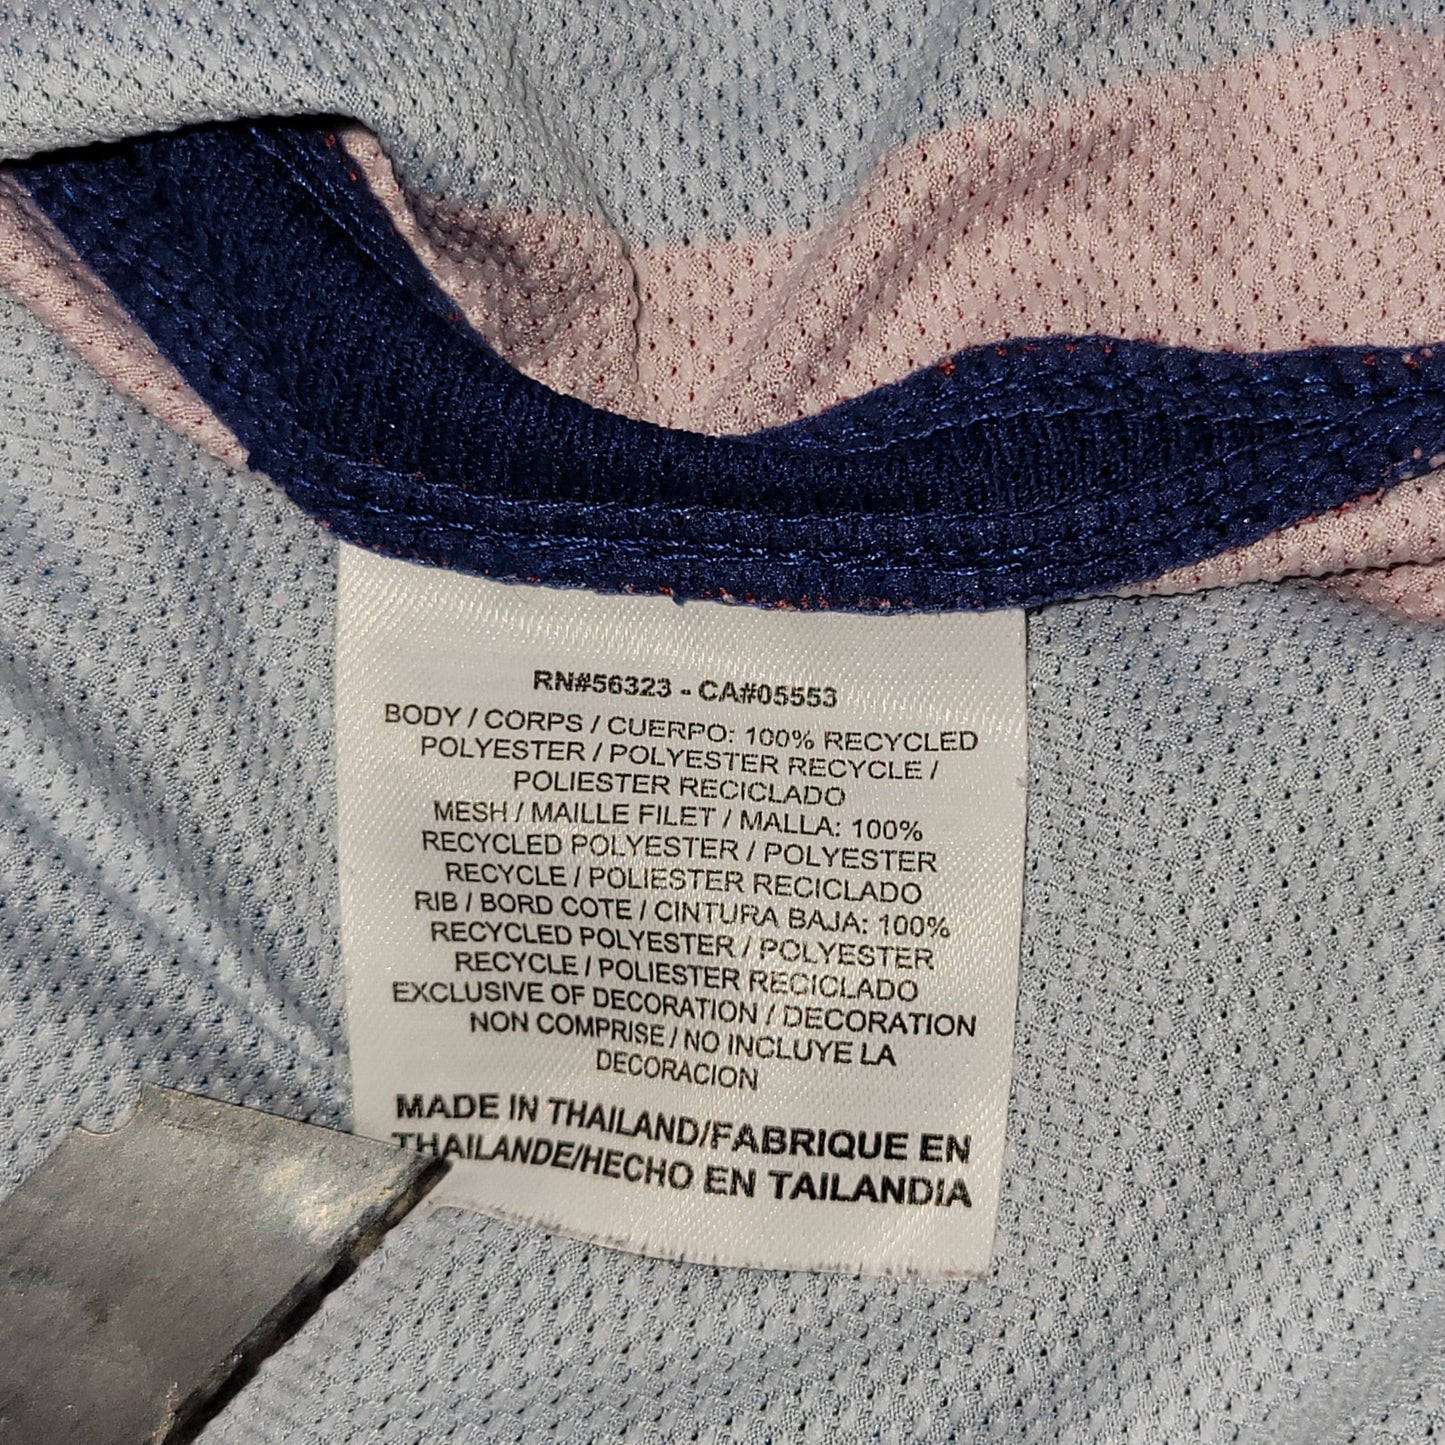 RN#56323 - CA#05553
BODY / CORPS / CUERPO: 100% RECYCLED
POLYESTER / POLYESTER RECYCLE /
POLIESTER RECICLADO
MESH / MAILLE FILET / MALLA: 100%
RECYCLED POLYESTER / POLYESTER
RECYCLE / POLIESTER RECICLADO
RIB / BORD COTE / CINTURA BAJA: 100%
RECYCLED POLYESTER / POLYESTER
RECYCLE / POLIESTER RECICLADO
EXCLUSIVE OF DECORATION / DECORATION
NON COMPRISE / NO INCLUYE LA
DECORACION
MADE IN THAILAND/FABRIQUE EN
THAILANDE/HECHO EN TAILANDIA